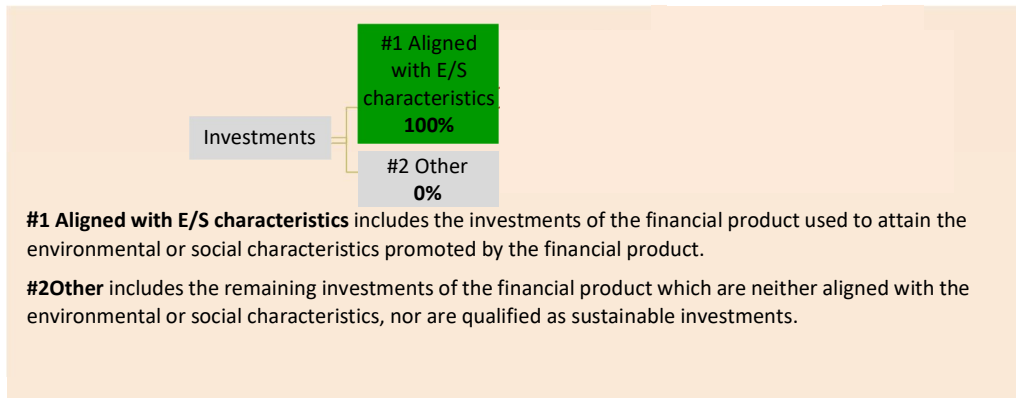 #1 Aligned
with E/S
characteristics
100%
Investments
#2 Other
0%
#1 Aligned with E/S characteristics includes the investments of the financial product used to attain the
environmental or social characteristics promoted by the financial product.
#2Other includes the remaining investments of the financial product which are neither aligned with the
environmental or social characteristics, nor are qualified as sustainable investments.